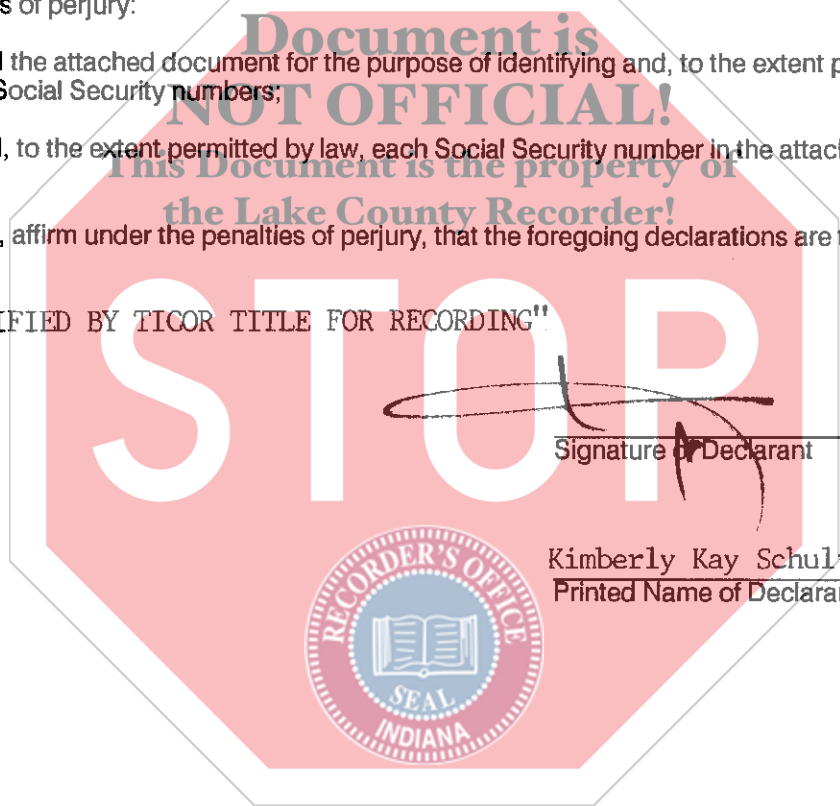 s of perjury:
Document is
the attached document for the purpose of identifying and, to the extent p
Social Security numbers;
NOT OFFICIAL!
, to the extent permitted by law, each Social Security number in the attac
This Document is the property of
the Lake County Recorder!
, affirm under the penalties of perjury, that the foregoing declarations are
STOP
IFIED BY TICOR TITLE FOR RECORDING"
Signature of Declarant
Kimberly Kay Schul
Printed Name of Declara
RECORDER'S OFFICE
SEAL
INDIANA